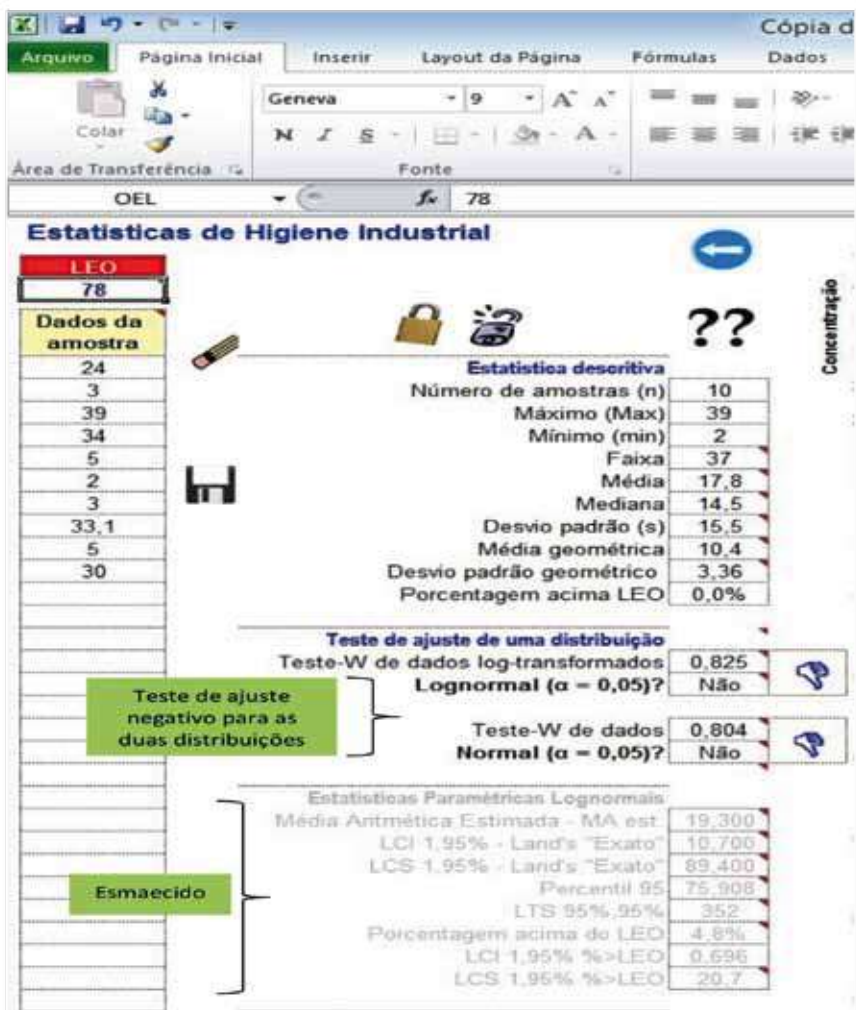 Cópia d
Arquivo Página Inicial Inserir Layout da Página Fórmulas Dados
Colar
Geneva 9 A A
N I S A
Área de Transferência Fonte
OEL fx 78
Estatisticas de Higiene Industrial
LEO
78
Dados da
amostra
24
3
39
34
5
2
3
33,1
5
30
??
Concentração
Estatistica descritiva
Número de amostras (n) 10
Máximo (Max) 39
Mínimo (min) 2
Faixa 37
Média 17,8
Mediana 14,5
Desvio padrão (s) 15,5
Média geométrica 10,4
Desvio padrão geométrico 3,36
Porcentagem acima LEO 0,0%
Teste de ajuste de uma distribuição
Teste-W de dados log-transformados 0,825
Lognormal (α = 0,05)? Não
Teste de ajuste
negativo para as
duas distribuições
Teste-W de dados 0,804
Normal (α = 0,05)? Não
Estatisticas Paramétricas Lognormais
Média Aritmética Estimada - MA est. 19,300
LCI 1,95% - Land's "Exato" 10,700
LCS 1,95% - Land's "Exato" 89,400
Esmaecido
Percentil 95 75,908
LTS 95%,95% 352
Porcentagem acima do LEO 4,8%
LCI 1,95% %>LEO 0,696
LCS 1,95% %>LEO 20,7